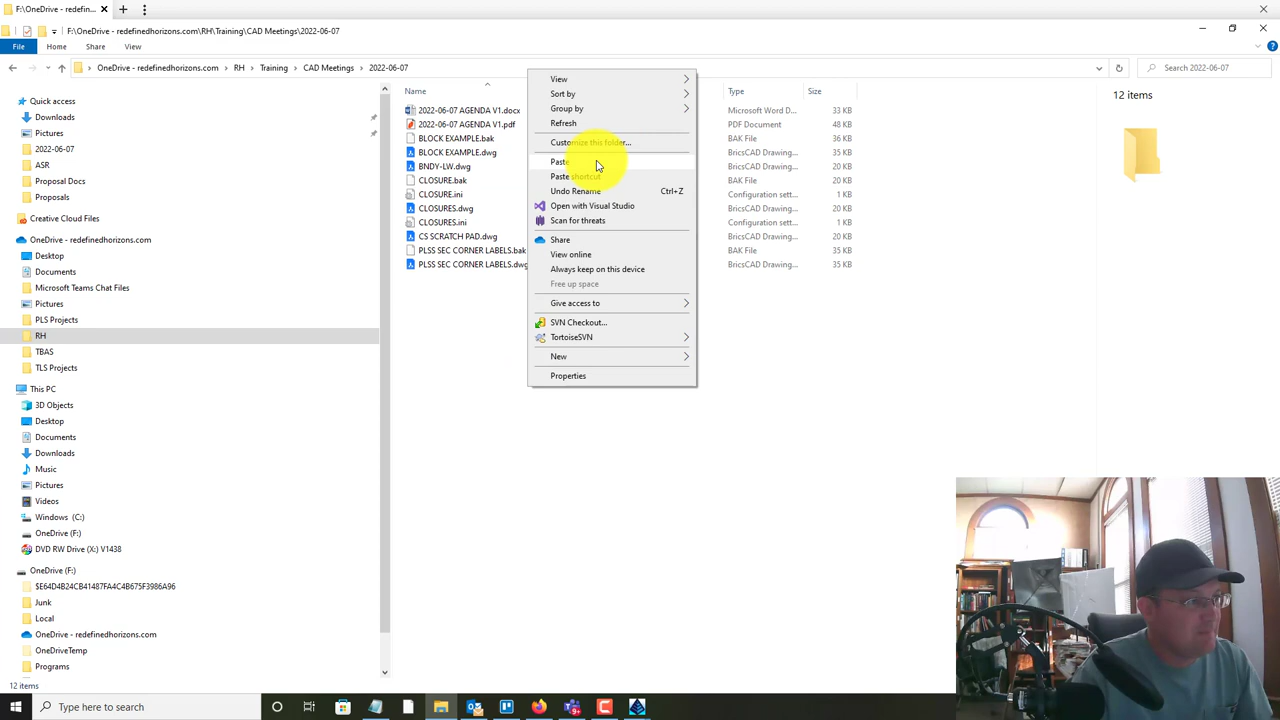 OneDrive - redefinedhorizons.com\R
F:\OneDrive - redefinedhorizons.com\RH\Training\CAD Meetings\2022-06-07
File Home Share View
OneDrive - redefinedhorizons.com > RH > Training > CAD Meetings > 2022-06-07
Search 2022-06-07
Quick access
Downloads
Pictures
2022-06-07
ASR
Proposal Docs
Proposals
Creative Cloud Files
OneDrive - redefinedhorizons.com
Desktop
Documents
Microsoft Teams Chat Files
Pictures
PLS Projects
RH
TBAS
TLS Projects
This PC
3D Objects
Desktop
Documents
Downloads
Music
Pictures
Videos
Windows (C:)
OneDrive (F:)
DVD RW Drive (X:) V1438
OneDrive (F:)
$E64D4B24CB41487FA4C4B675F3986A96
Junk
Local
OneDrive - redefinedhorizons.com
OneDriveTemp
Programs
12 items
Name Type Size
2022-06-07 AGENDA V1.docx Microsoft Word D... 33 KB
2022-06-07 AGENDA V1.pdf PDF Document 48 KB
BLOCK EXAMPLE.bak BAK File 36 KB
BLOCK EXAMPLE.dwg BricsCAD Drawing... 35 KB
BNDY-LW.dwg BricsCAD Drawing... 20 KB
CLOSURE.bak BAK File 20 KB
CLOSURE.ini Configuration sett... 1 KB
CLOSURES.dwg BricsCAD Drawing... 20 KB
CLOSURES.ini Configuration sett... 1 KB
CS SCRATCH PAD.dwg BricsCAD Drawing... 20 KB
PLSS SEC CORNER LABELS.bak BAK File 35 KB
PLSS SEC CORNER LABELS.dwg BricsCAD Drawing... 35 KB
View
Sort by
Group by
Refresh
Customize this folder...
Paste
Paste shortcut
Undo Rename Ctrl+Z
Open with Visual Studio
Scan for threats
Share
View online
Always keep on this device
Free up space
Give access to
SVN Checkout...
TortoiseSVN
New
Properties
12 items
Type here to search